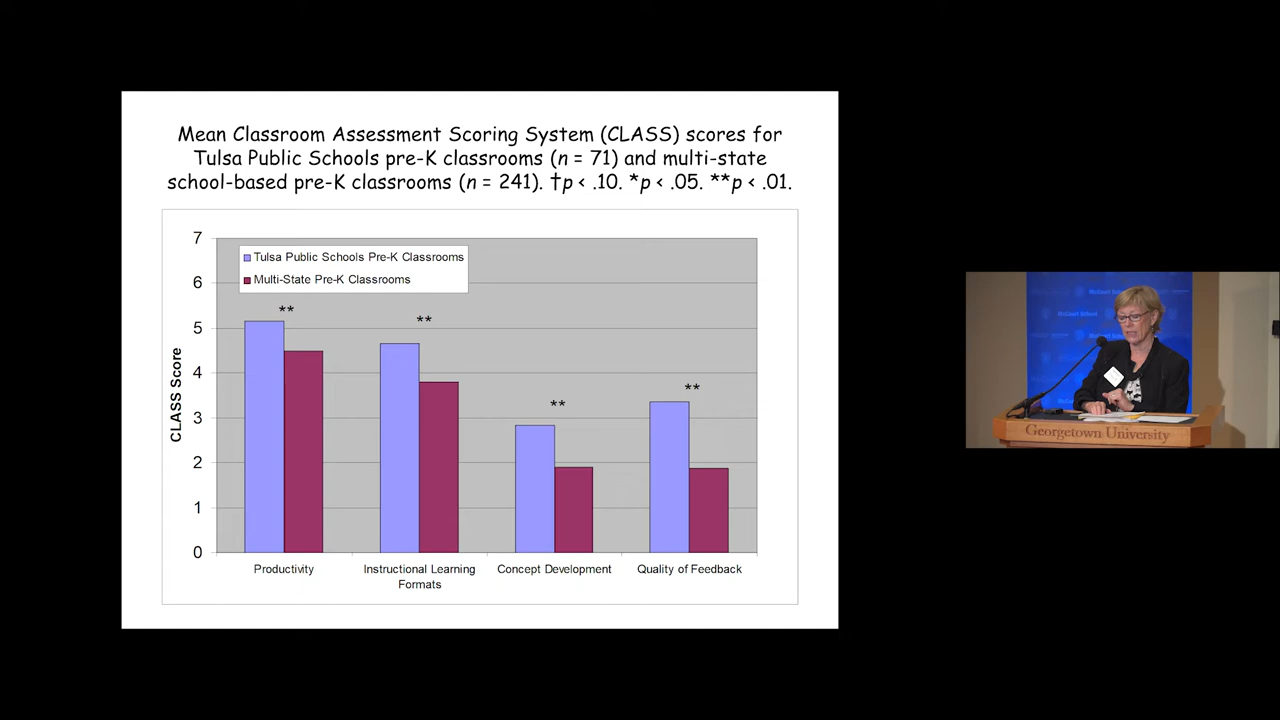 Mean Classroom Assessment Scoring System (CLASS) scores for
Tulsa Public Schools pre-K classrooms (n = 71) and multi-state
school-based pre-K classrooms (n = 241). †p < .10. *p < .05. **p < .01.
7
6
5
4
3
2
1
0
CLASS Score
Tulsa Public Schools Pre-K Classrooms
Multi-State Pre-K Classrooms
**
**
**
**
Productivity
Instructional Learning
Formats
Concept Development
Quality of Feedback
McCourt School
Georgetown University